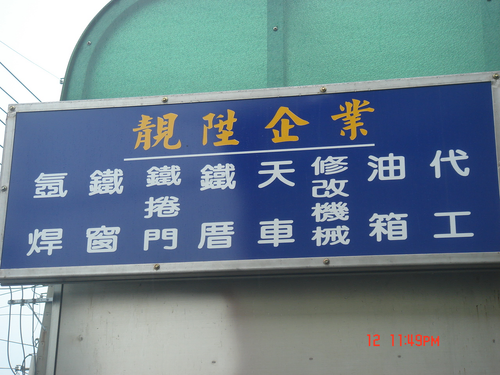 靚陞企業
氬焊
鐵窗
鐵捲門
鐵厝
天車
修改機械
油箱
代工
12 11:49PM